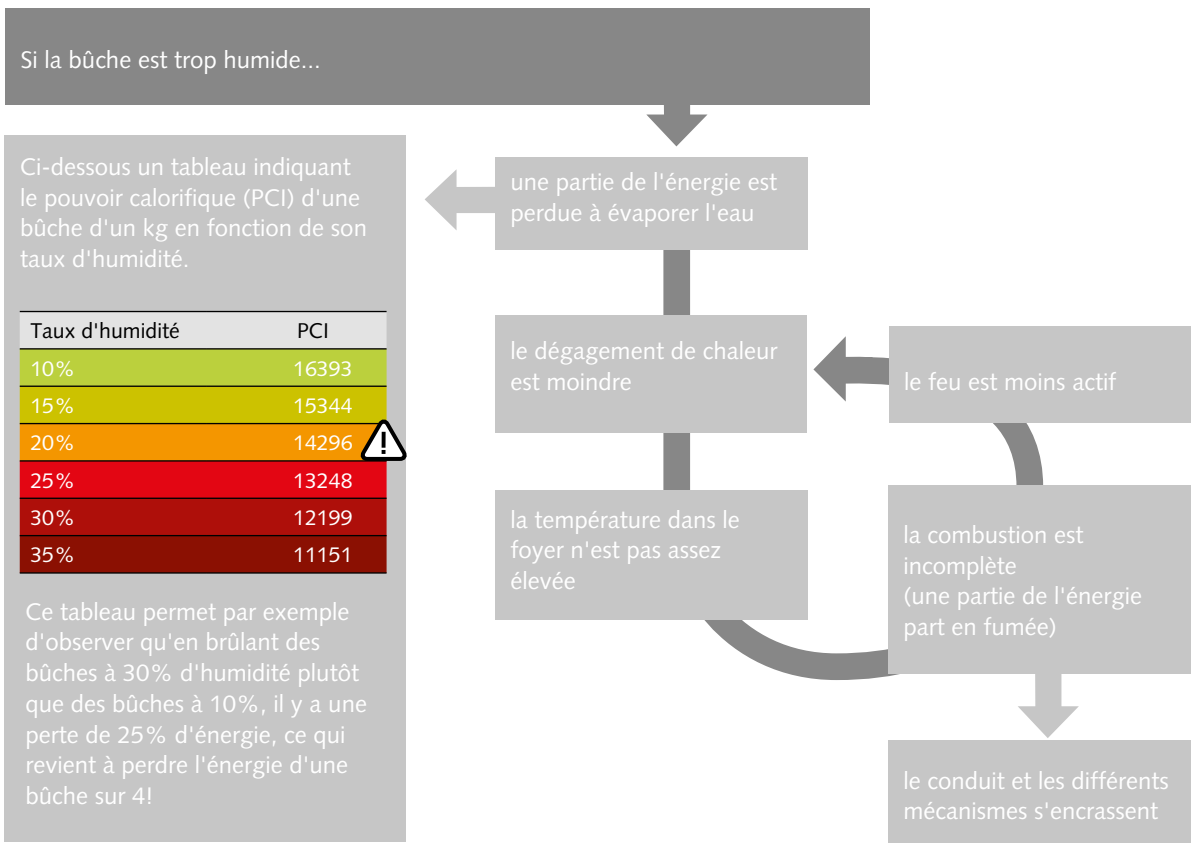 Si la bûche est trop humide...
Ci-dessous un tableau indiquant
le pouvoir calorifique (PCI) d'une
bûche d'un kg en fonction de son
taux d'humidité.
Taux d'humidité PCI
10% 16393
15% 15344
20% 14296
25% 13248
30% 12199
35% 11151
Ce tableau permet par exemple
d'observer qu'en brûlant des
bûches à 30% d'humidité plutôt
que des bûches à 10%, il y a une
perte de 25% d'énergie, ce qui
revient à perdre l'énergie d'une
bûche sur 4!
une partie de l'énergie est
perdue à évaporer l'eau
le dégagement de chaleur
est moindre
la température dans le
foyer n'est pas assez
élevée
le feu est moins actif
la combustion est
incomplète
(une partie de l'énergie
part en fumée)
le conduit et les différents
mécanismes s'encrassent